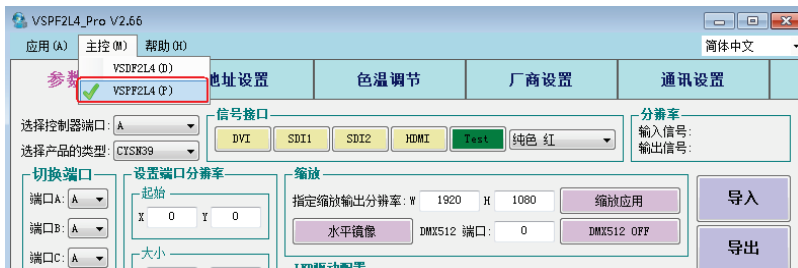 VSPF2L4_Pro V2.66
应用(A) 主控(M) 帮助(H)
简体中文
VSDF2L4(D)
VSPF2L4(P)
地址设置 色温调节 厂商设置 通讯设置
选择控制器端口: A
选择产品的类型: CYSN39
信号接口
DVI SDI1 SDI2 HDMI Test 纯色 红
分辨率
输入信号:
输出信号:
切换端口
端口A: A
端口B: A
端口C: A
设置端口分辨率
起始
X 0 Y 0
大小
缩放
指定缩放输出分辨率: W 1920 H 1080 缩放应用
水平镜像 DMX512 端口: 0 DMX512 OFF
导入
导出